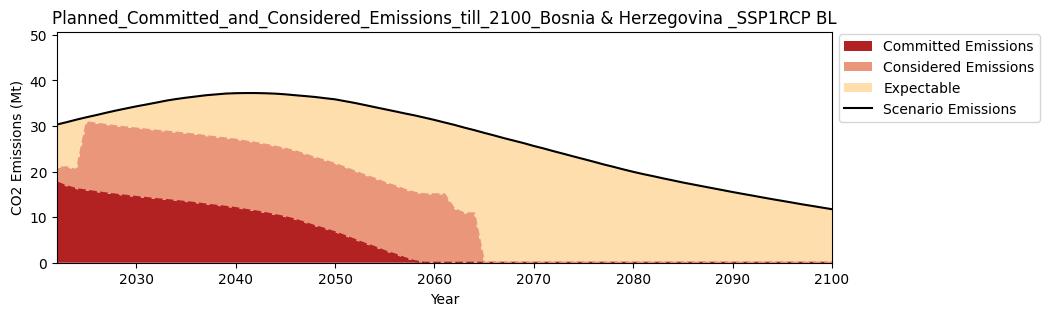 Planned_Committed_and_Considered_Emissions_till_2100_Bosnia & Herzegovina _SSP1RCP BL
50
40
30
20
10
0
CO2 Emissions (Mt)
2030 2040 2050 2060 2070 2080 2090 2100
Year
Committed Emissions
Considered Emissions
Expectable
Scenario Emissions